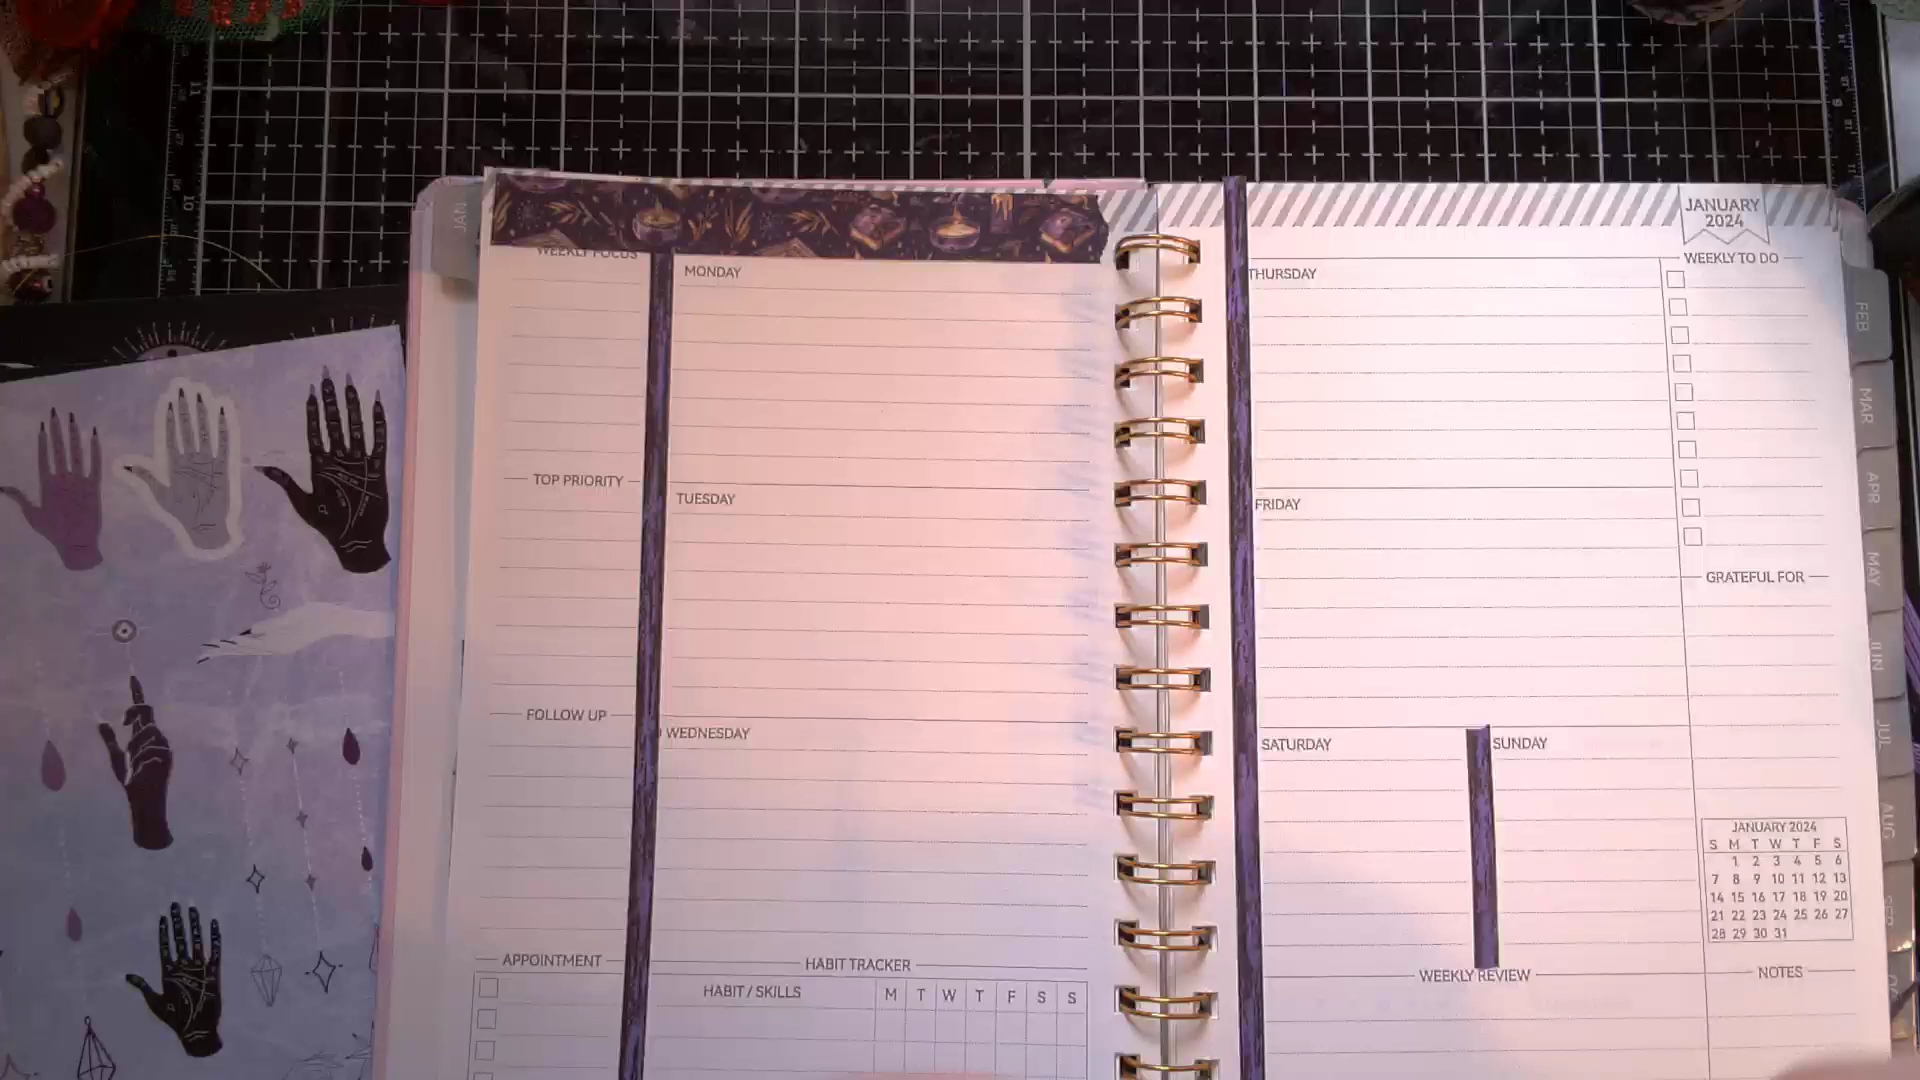 JAN
WEEKLY FOCUS
MONDAY
TOP PRIORITY
TUESDAY
FOLLOW UP
WEDNESDAY
APPOINTMENT
HABIT TRACKER
HABIT / SKILLS M T W T F S S
JANUARY
2024
THURSDAY
WEEKLY TO DO
FRIDAY
GRATEFUL FOR
SATURDAY
SUNDAY
JANUARY 2024
S M T W T F S
1 2 3 4 5 6
7 8 9 10 11 12 13
14 15 16 17 18 19 20
21 22 23 24 25 26 27
28 29 30 31
WEEKLY REVIEW
NOTES
FEB
MAR
APR
MAY
JUN
JUL
AUG
SEP
11
10